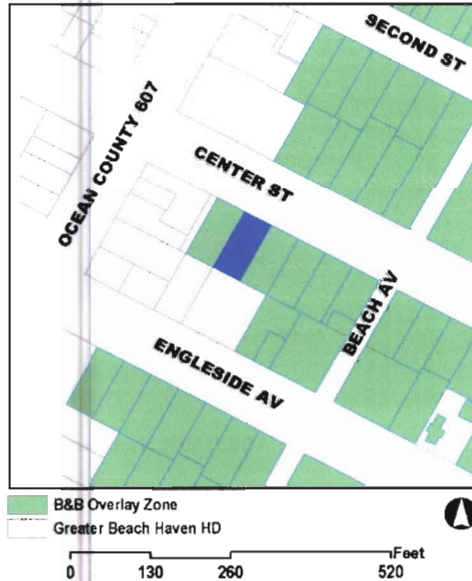 SECOND ST
OCEAN COUNTY 607
CENTER ST
BEACH AV
ENGLESIDE AV
B&B Overlay Zone
Greater Beach Haven HD
Feet
0 130 260 520